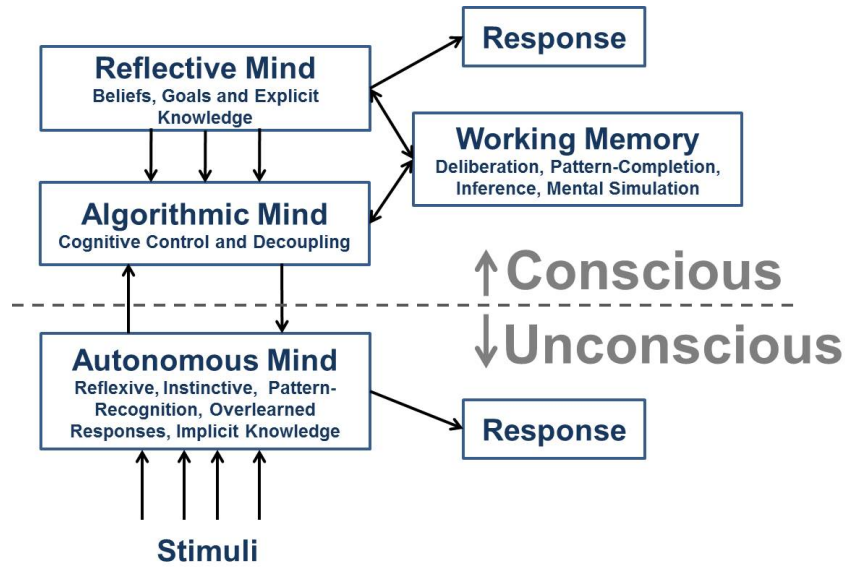 Response
Reflective Mind
Beliefs, Goals and Explicit
Knowledge
Working Memory
Deliberation, Pattern-Completion,
Inference, Mental Simulation
Algorithmic Mind
Cognitive Control and Decoupling
Conscious
Unconscious
Autonomous Mind
Reflexive, Instinctive, Pattern-
Recognition, Overlearned
Responses, Implicit Knowledge
Response
Stimuli